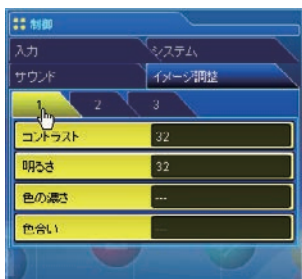 制御
入力 システム
サウンド イメージ調整
1 2 3
コントラスト 32
明るさ 32
色の濃さ ---
色合い ---